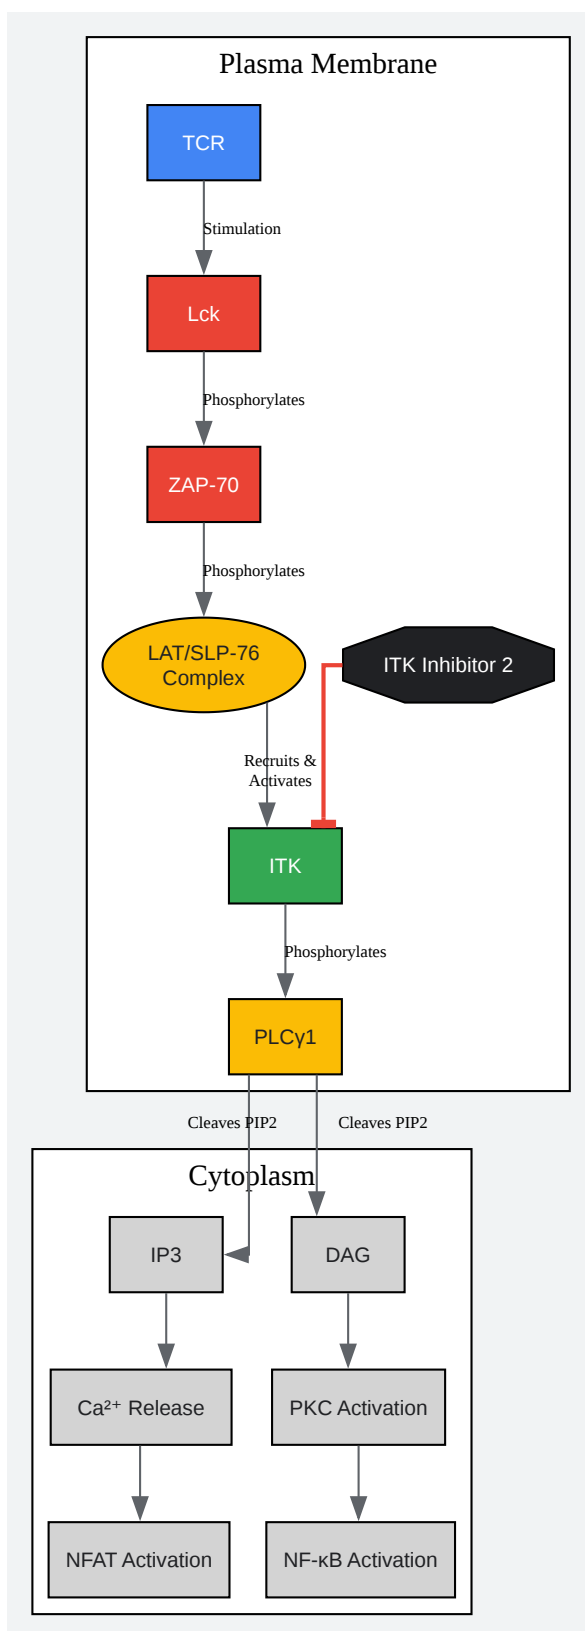 Plasma Membrane
TCR
Stimulation
Lck
Phosphorylates
ZAP-70
Phosphorylates
LAT/SLP-76
Complex
ITK Inhibitor 2
Recruits &
Activates
ITK
Phosphorylates
PLCγ1
Cleaves PIP2
Cleaves PIP2
Cytoplasm
IP3
DAG
Ca²⁺ Release
PKC Activation
NFAT Activation
NF-κB Activation